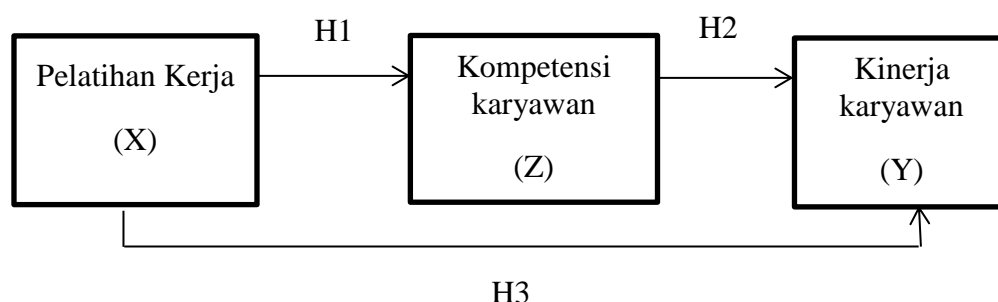 H1
H2
Pelatihan Kerja
(X)
Kompetensi
karyawan
(Z)
Kinerja
karyawan
(Y)
H3